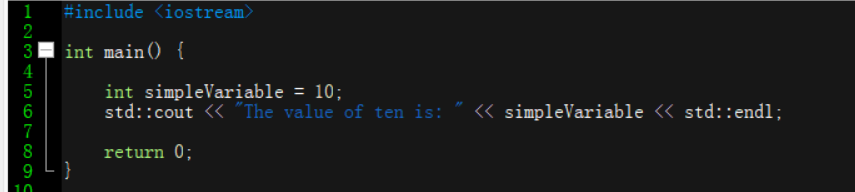 1 #include <iostream>
2
3 int main() {
4
5 int simpleVariable = 10;
6 std::cout << "The value of ten is: " << simpleVariable << std::endl;
7
8 return 0;
9 }
10